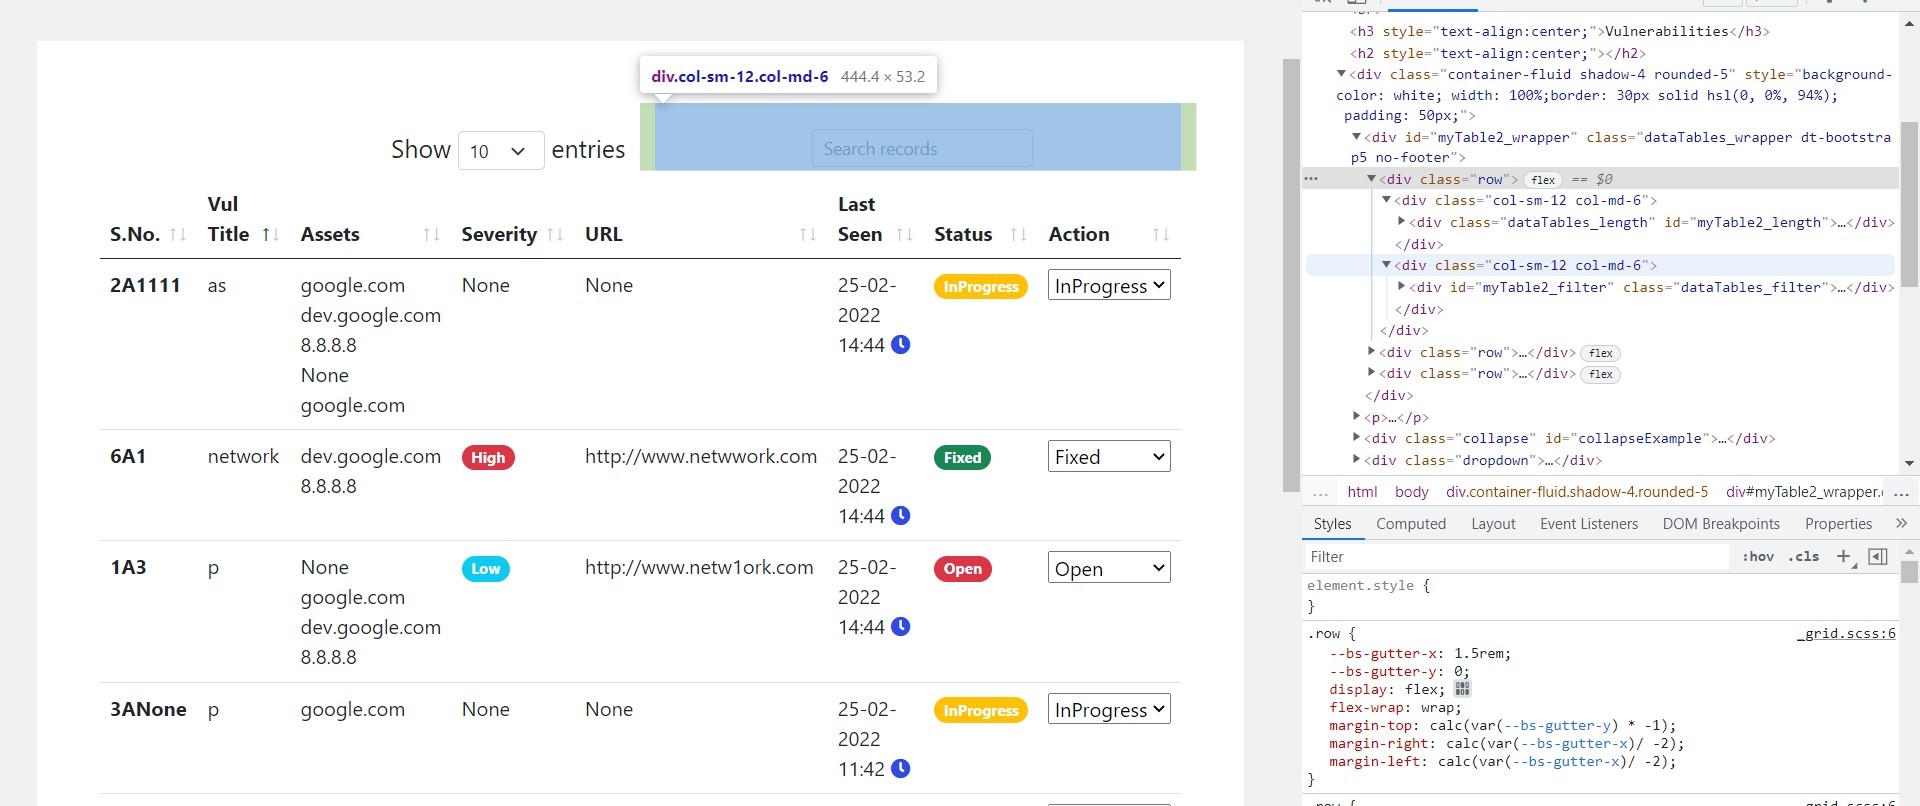 div.col-sm-12.col-md-6 444.4 × 53.2
Show 10 entries
Search records
S.No. Vul Title Assets Severity URL Last Seen Status Action
2A1111 as google.com None None 25-02- InProgress InProgress
dev.google.com 2022
8.8.8.8 14:44
None
google.com
6A1 network dev.google.com High http://www.netwwork.com 25-02- Fixed Fixed
8.8.8.8 2022
14:44
1A3 p None Low http://www.netw1ork.com 25-02- Open Open
google.com 2022
dev.google.com 14:44
8.8.8.8
3ANone p google.com None None 25-02- InProgress InProgress
2022
11:42
<h3 style="text-align:center;">Vulnerabilities</h3>
<h2 style="text-align:center;"></h2>
<div class="container-fluid shadow-4 rounded-5" style="background-
color: white; width: 100%;border: 30px solid hsl(0, 0%, 94%);
padding: 50px;">
<div id="myTable2_wrapper" class="dataTables_wrapper dt-bootstra
p5 no-footer">
... <div class="row"> flex == $0
<div class="col-sm-12 col-md-6">
<div class="dataTables_length" id="myTable2_length">…</div>
</div>
<div class="col-sm-12 col-md-6">
<div id="myTable2_filter" class="dataTables_filter">…</div>
</div>
</div>
<div class="row">…</div> flex
<div class="row">…</div> flex
</div>
<p>…</p>
<div class="collapse" id="collapseExample">…</div>
<div class="dropdown">…</div>
... html body div.container-fluid.shadow-4.rounded-5 div#myTable2_wrapper. ...
Styles Computed Layout Event Listeners DOM Breakpoints Properties »
Filter :hov .cls +
element.style {
}
.row { _grid.scss:6
--bs-gutter-x: 1.5rem;
--bs-gutter-y: 0;
display: flex;
flex-wrap: wrap;
margin-top: calc(var(--bs-gutter-y) * -1);
margin-right: calc(var(--bs-gutter-x)/ -2);
margin-left: calc(var(--bs-gutter-x)/ -2);
}
.row { _grid.scss:6